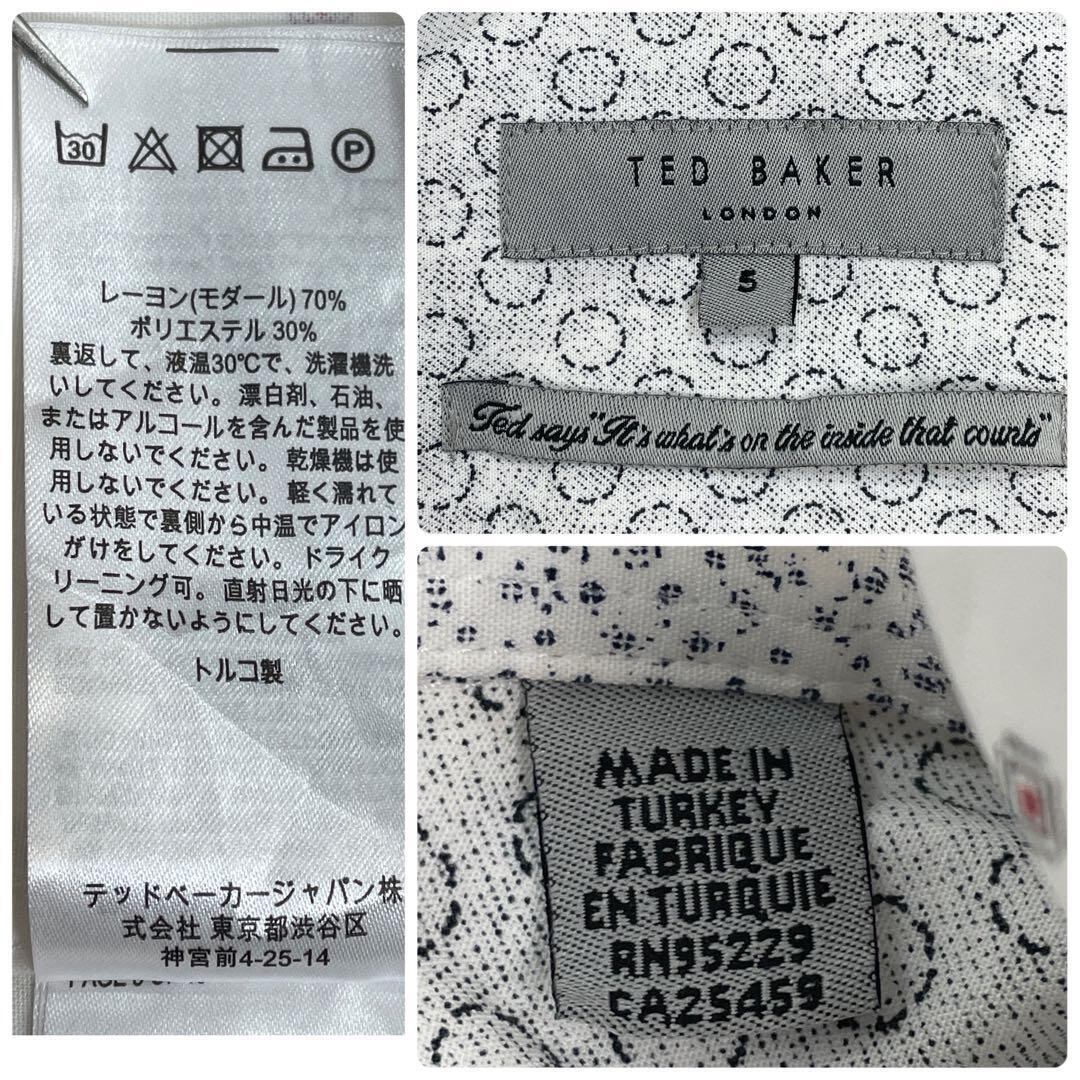 30
P
レーヨン(モダール) 70%
ポリエステル 30%
裏返して、液温30℃で、洗濯機洗
いしてください。漂白剤、石油、
またはアルコールを含んだ製品を使
用しないでください。 乾燥機は使
用しないでください。 軽く濡れて
いる状態で裏側から中温でアイロン
がけをしてください。ドライク
リーニング可。直射日光の下に晒
して置かないようにしてください。
トルコ製
テッドベーカージャパン株
式会社 東京都渋谷区
神宮前4-25-14
TED BAKER
LONDON
5
Ted says "It's what's on the inside that counts"
MADE IN
TURKEY
FABRIQUE
EN TURQUIE
RN95229
CA25459